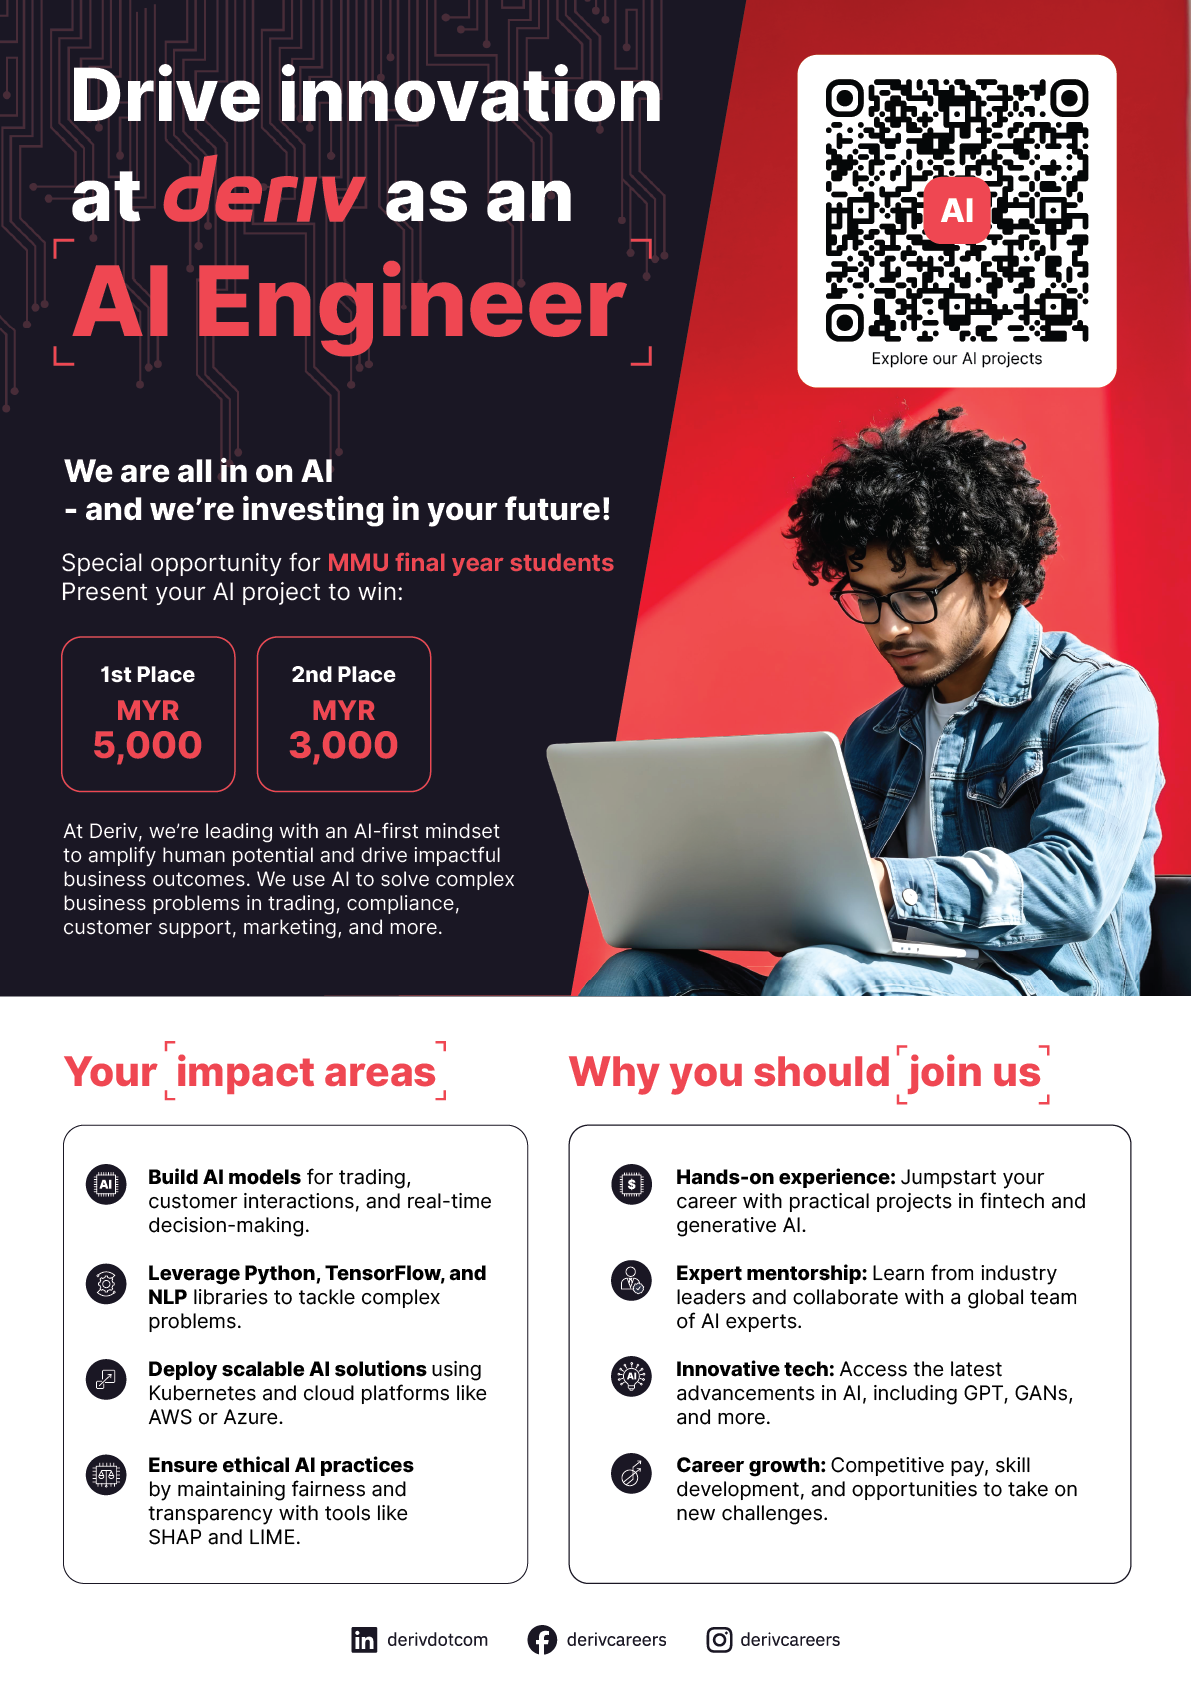 Drive innovation
at deriv as an
AI Engineer
AI
Explore our AI projects
We are all in on AI
- and we’re investing in your future!
Special opportunity for MMU final year students
Present your AI project to win:
1st Place
MYR
5,000
2nd Place
MYR
3,000
At Deriv, we’re leading with an AI-first mindset
to amplify human potential and drive impactful
business outcomes. We use AI to solve complex
business problems in trading, compliance,
customer support, marketing, and more.
Your impact areas
AI
Build AI models for trading,
customer interactions, and real-time
decision-making.
Leverage Python, TensorFlow, and
NLP libraries to tackle complex
problems.
Deploy scalable AI solutions using
Kubernetes and cloud platforms like
AWS or Azure.
Ensure ethical AI practices
by maintaining fairness and
transparency with tools like
SHAP and LIME.
Why you should join us
$
Hands-on experience: Jumpstart your
career with practical projects in fintech and
generative AI.
Expert mentorship: Learn from industry
leaders and collaborate with a global team
of AI experts.
AI
Innovative tech: Access the latest
advancements in AI, including GPT, GANs,
and more.
Career growth: Competitive pay, skill
development, and opportunities to take on
new challenges.
in derivdotcom
derivcareers
derivcareers